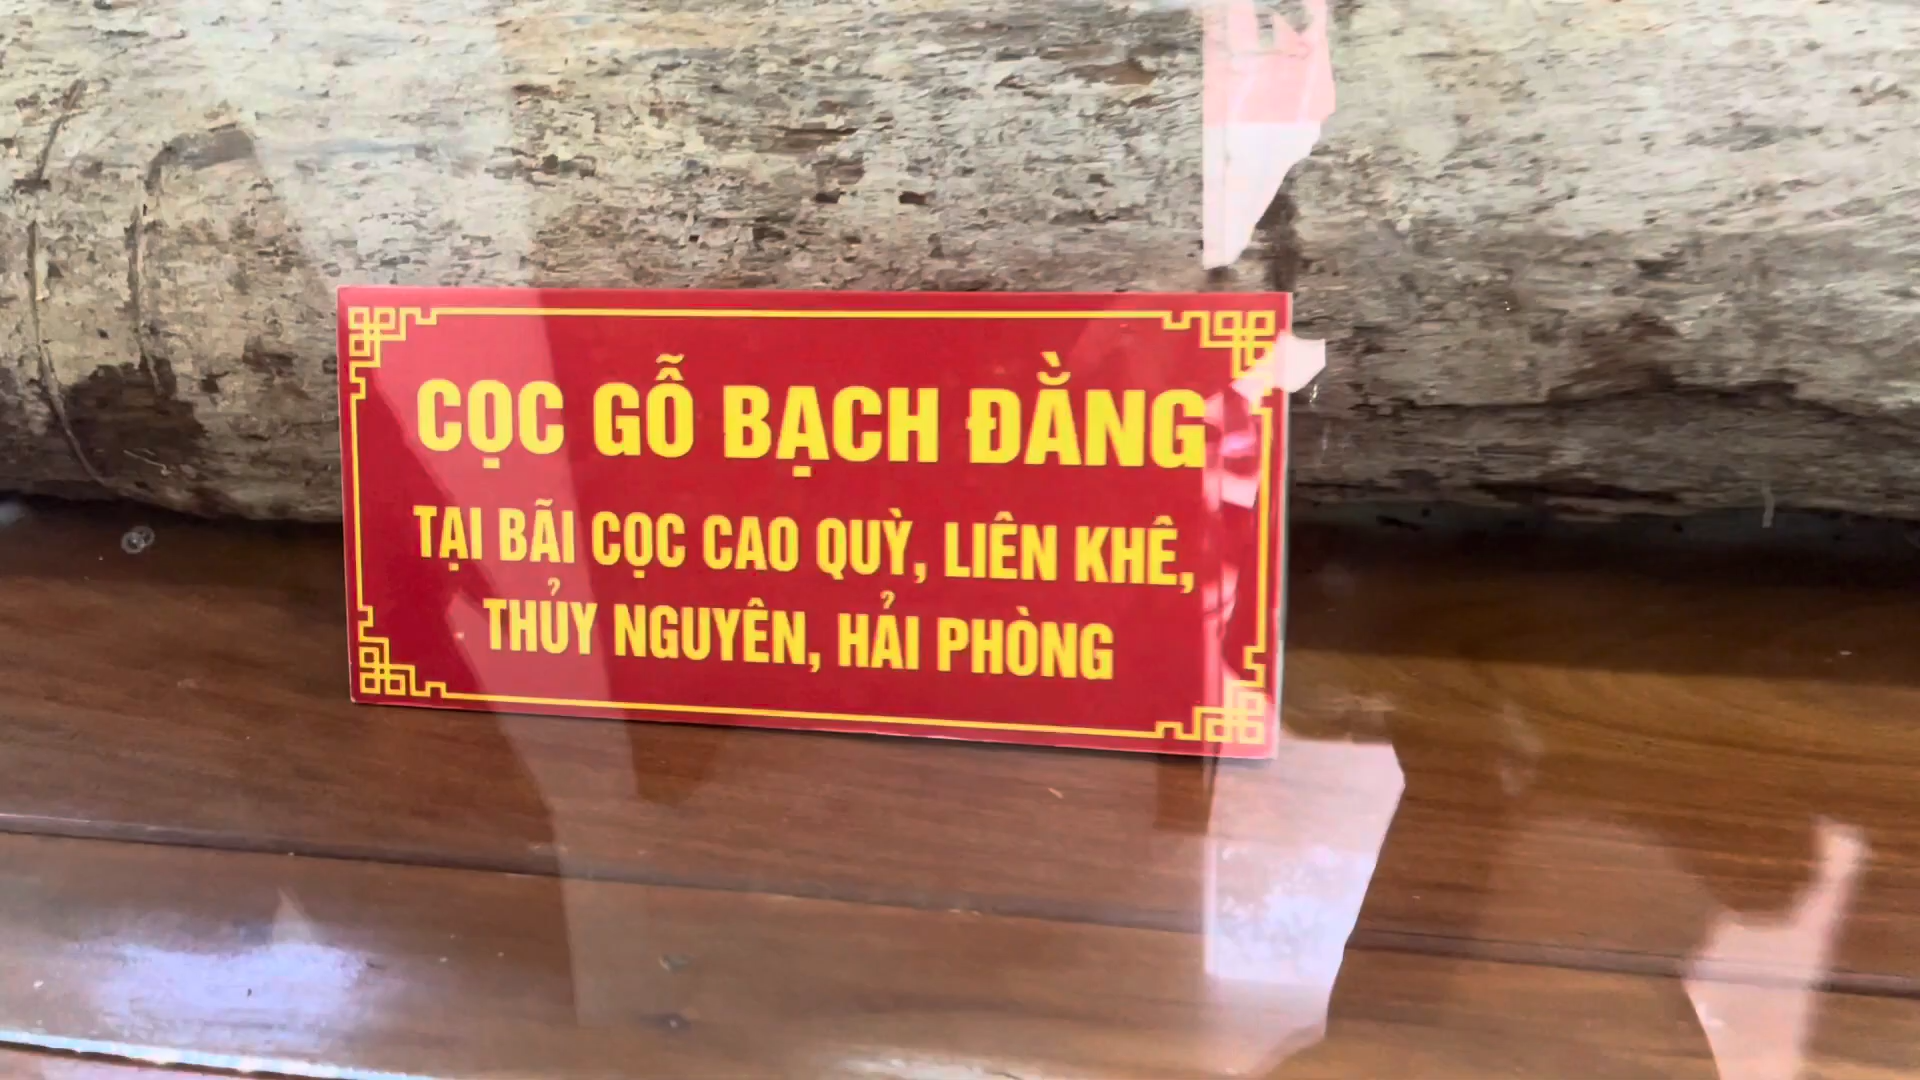 CỌC GỖ BẠCH ĐẰNG
TẠI BÃI CỌC CAO QUỲ, LIÊN KHÊ,
THỦY NGUYÊN, HẢI PHÒNG